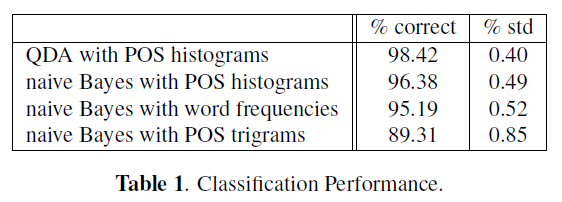 % correct % std
QDA with POS histograms 98.42 0.40
naive Bayes with POS histograms 96.38 0.49
naive Bayes with word frequencies 95.19 0.52
naive Bayes with POS trigrams 89.31 0.85
Table 1. Classification Performance.